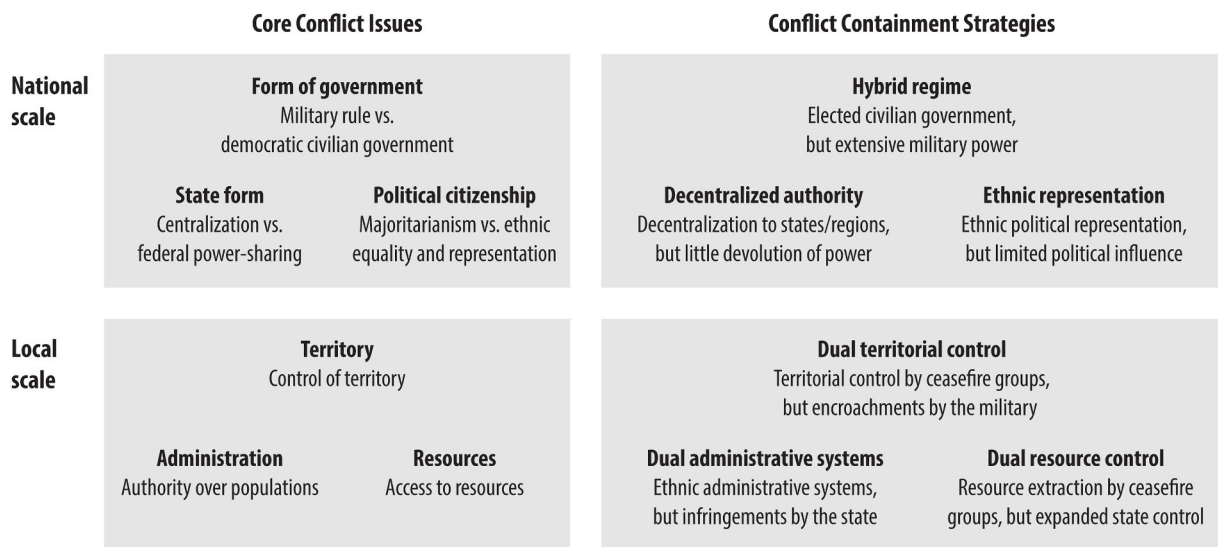 Core Conflict Issues
Conflict Containment Strategies
National
scale
Form of government
Military rule vs.
democratic civilian government
State form
Centralization vs.
federal power-sharing
Political citizenship
Majoritarianism vs. ethnic
equality and representation
Hybrid regime
Elected civilian government,
but extensive military power
Decentralized authority
Decentralization to states/regions,
but little devolution of power
Ethnic representation
Ethnic political representation,
but limited political influence
Local
scale
Territory
Control of territory
Administration
Authority over populations
Resources
Access to resources
Dual territorial control
Territorial control by ceasefire groups,
but encroachments by the military
Dual administrative systems
Ethnic administrative systems,
but infringements by the state
Dual resource control
Resource extraction by ceasefire
groups, but expanded state control